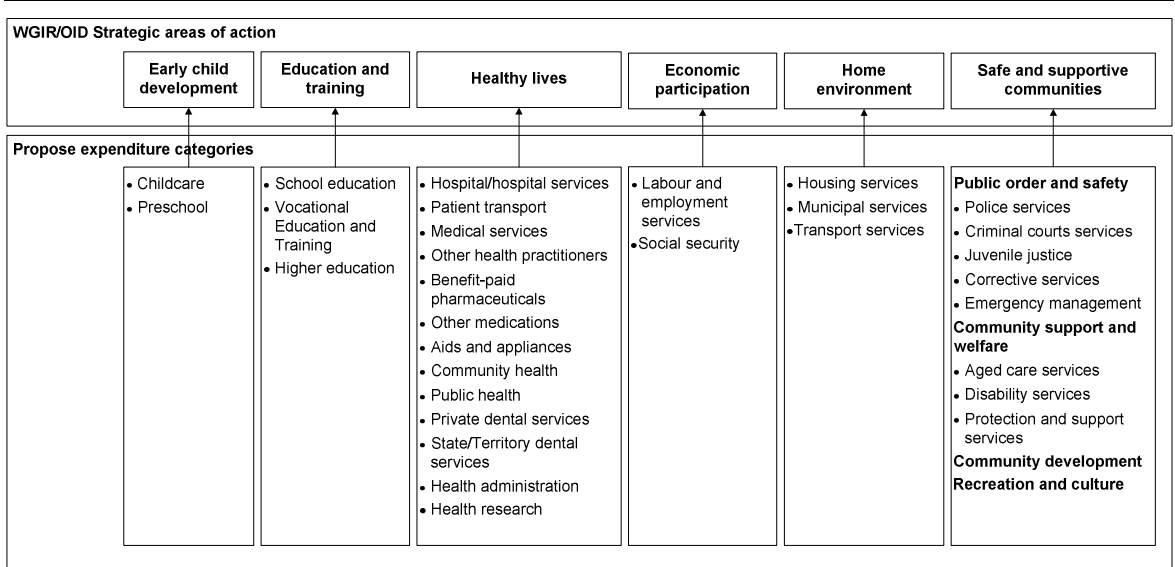 WGIR/OID Strategic areas of action
Early child
development
Education and
training
Healthy lives
Economic
participation
Home
environment
Safe and supportive
communities
Propose expenditure categories
• Childcare
• Preschool
• School education
• Vocational
Education and
Training
• Higher education
• Hospital/hospital services
• Patient transport
• Medical services
• Other health practitioners
• Benefit-paid
pharmaceuticals
• Other medications
• Aids and appliances
• Community health
• Public health
• Private dental services
• State/Territory dental
services
• Health administration
• Health research
• Labour and
employment
services
•Social security
• Housing services
• Municipal services
•Transport services
Public order and safety
• Police services
• Criminal courts services
• Juvenile justice
• Corrective services
• Emergency management
Community support and
welfare
• Aged care services
• Disability services
• Protection and support
services
Community development
Recreation and culture